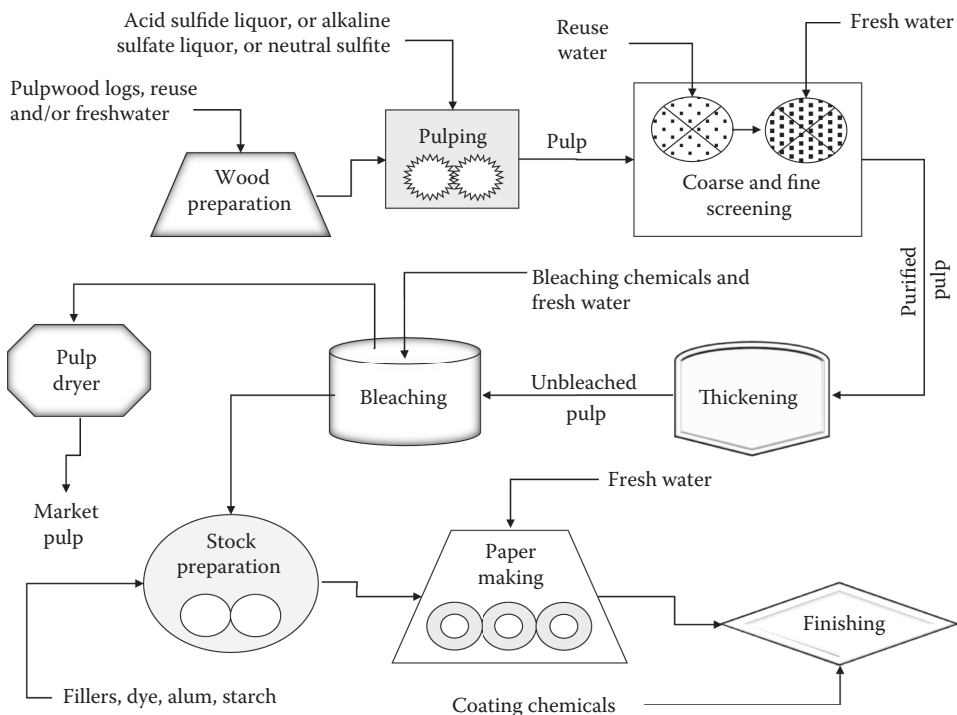 Acid sulfide liquor, or alkaline
sulfate liquor, or neutral sulfite
Reuse
water
Fresh water
Pulpwood logs, reuse
and/or freshwater
Wood
preparation
Pulping
Pulp
Coarse and fine
screening
Purified
pulp
Bleaching chemicals and
fresh water
Pulp
dryer
Bleaching
Unbleached
pulp
Thickening
Market
pulp
Fresh water
Stock
preparation
Paper
making
Finishing
Fillers, dye, alum, starch
Coating chemicals